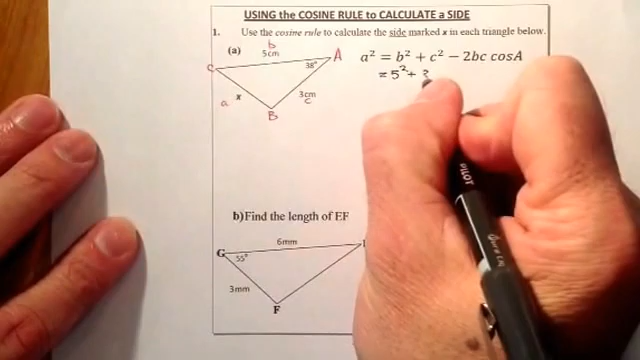 USING the COSINE RULE to CALCULATE a SIDE
1. Use the cosine rule to calculate the side marked x in each triangle below.
(a)
b
5cm
A
38°
C
a x
3cm
c
B
a² = b² + c² − 2bc cosA
= 5² + 3
b)Find the length of EF
6mm
G
55°
3mm
F
PILOT